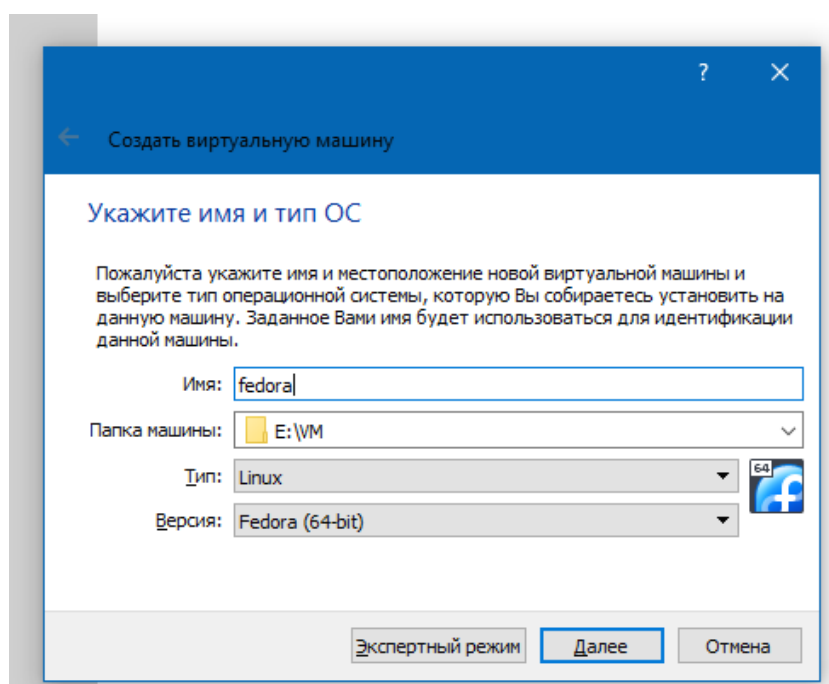 ?
Создать виртуальную машину
Укажите имя и тип ОС
Пожалуйста укажите имя и местоположение новой виртуальной машины и
выберите тип операционной системы, которую Вы собираетесь установить на
данную машину. Заданное Вами имя будет использоваться для идентификации
данной машины.
Имя: fedora
Папка машины: E:\VM
Тип: Linux
64
Версия: Fedora (64-bit)
Экспертный режим Далее Отмена